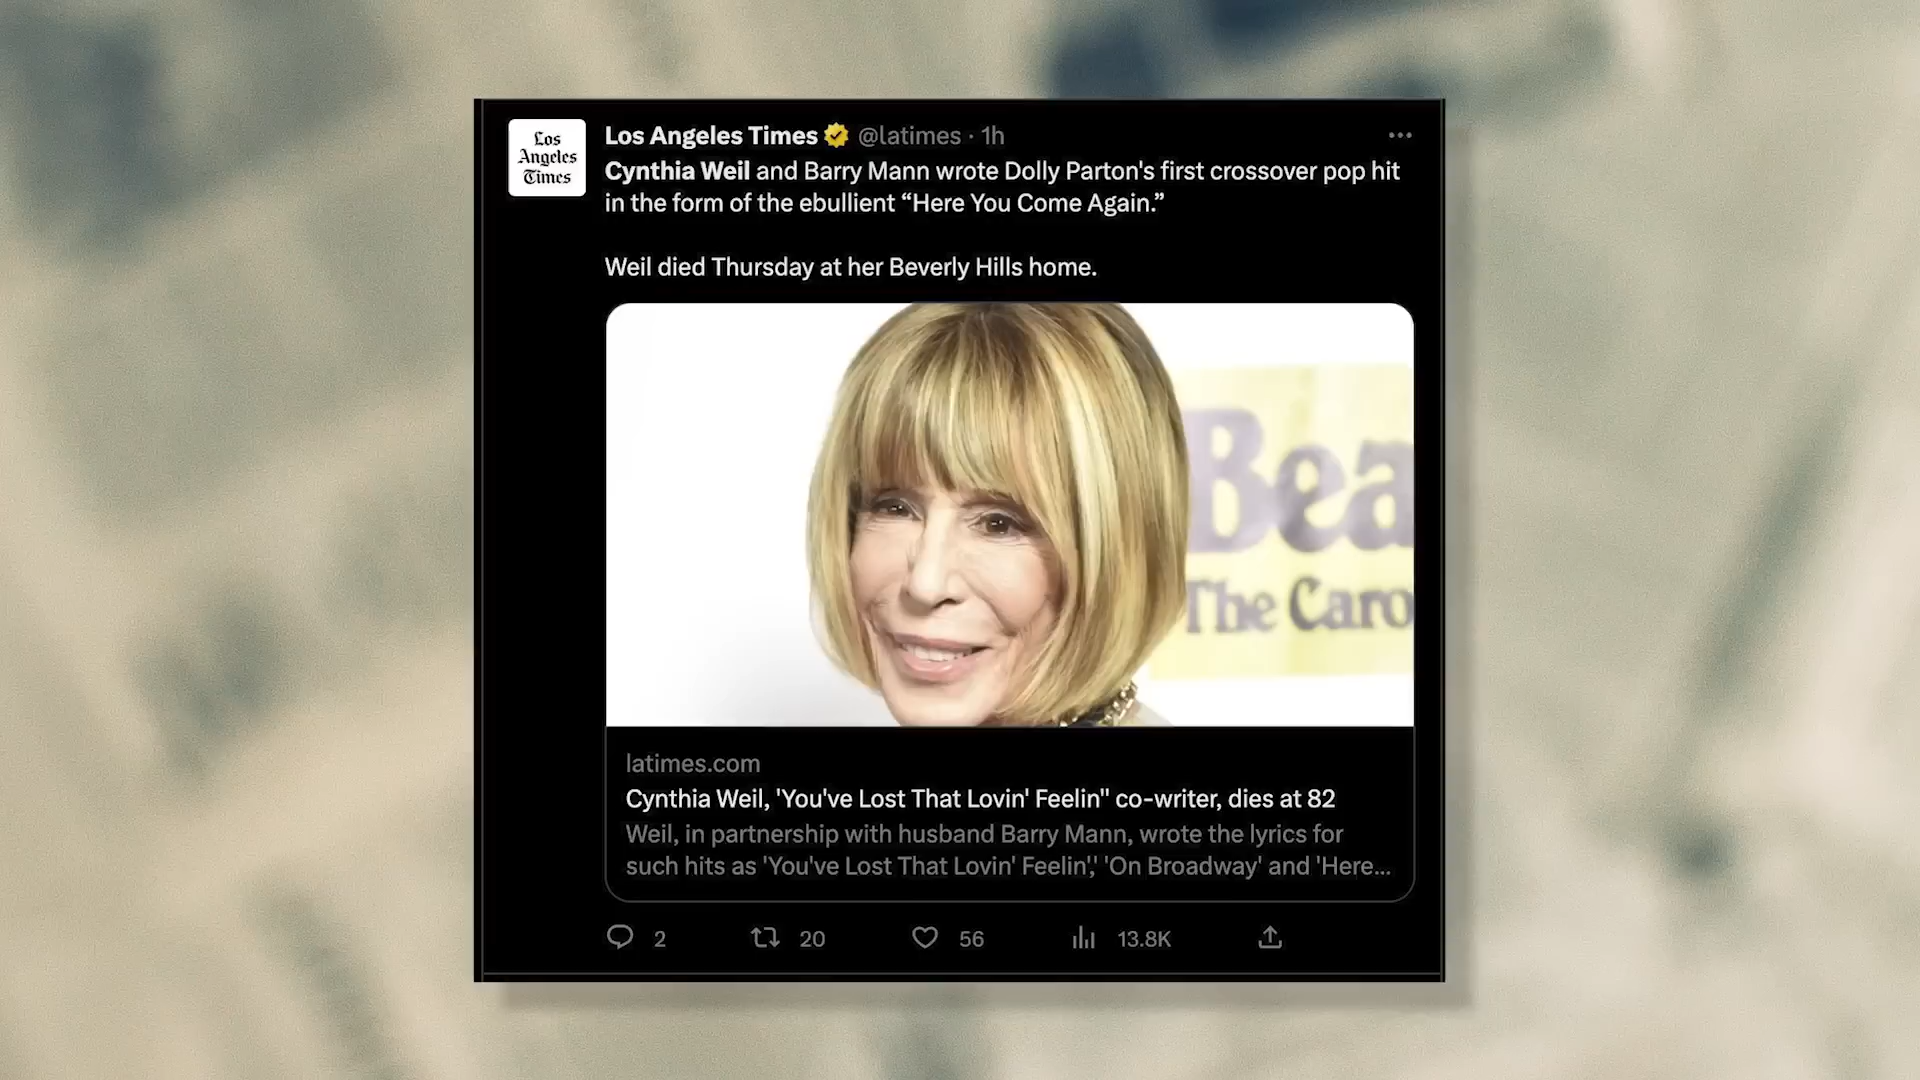 Los
Angeles
Times
Los Angeles Times @latimes · 1h
Cynthia Weil and Barry Mann wrote Dolly Parton's first crossover pop hit
in the form of the ebullient “Here You Come Again.”
Weil died Thursday at her Beverly Hills home.
Bea
The Caro
latimes.com
Cynthia Weil, 'You've Lost That Lovin' Feelin'' co-writer, dies at 82
Weil, in partnership with husband Barry Mann, wrote the lyrics for
such hits as 'You've Lost That Lovin' Feelin',' 'On Broadway' and 'Here...
2 20 56 13.8K